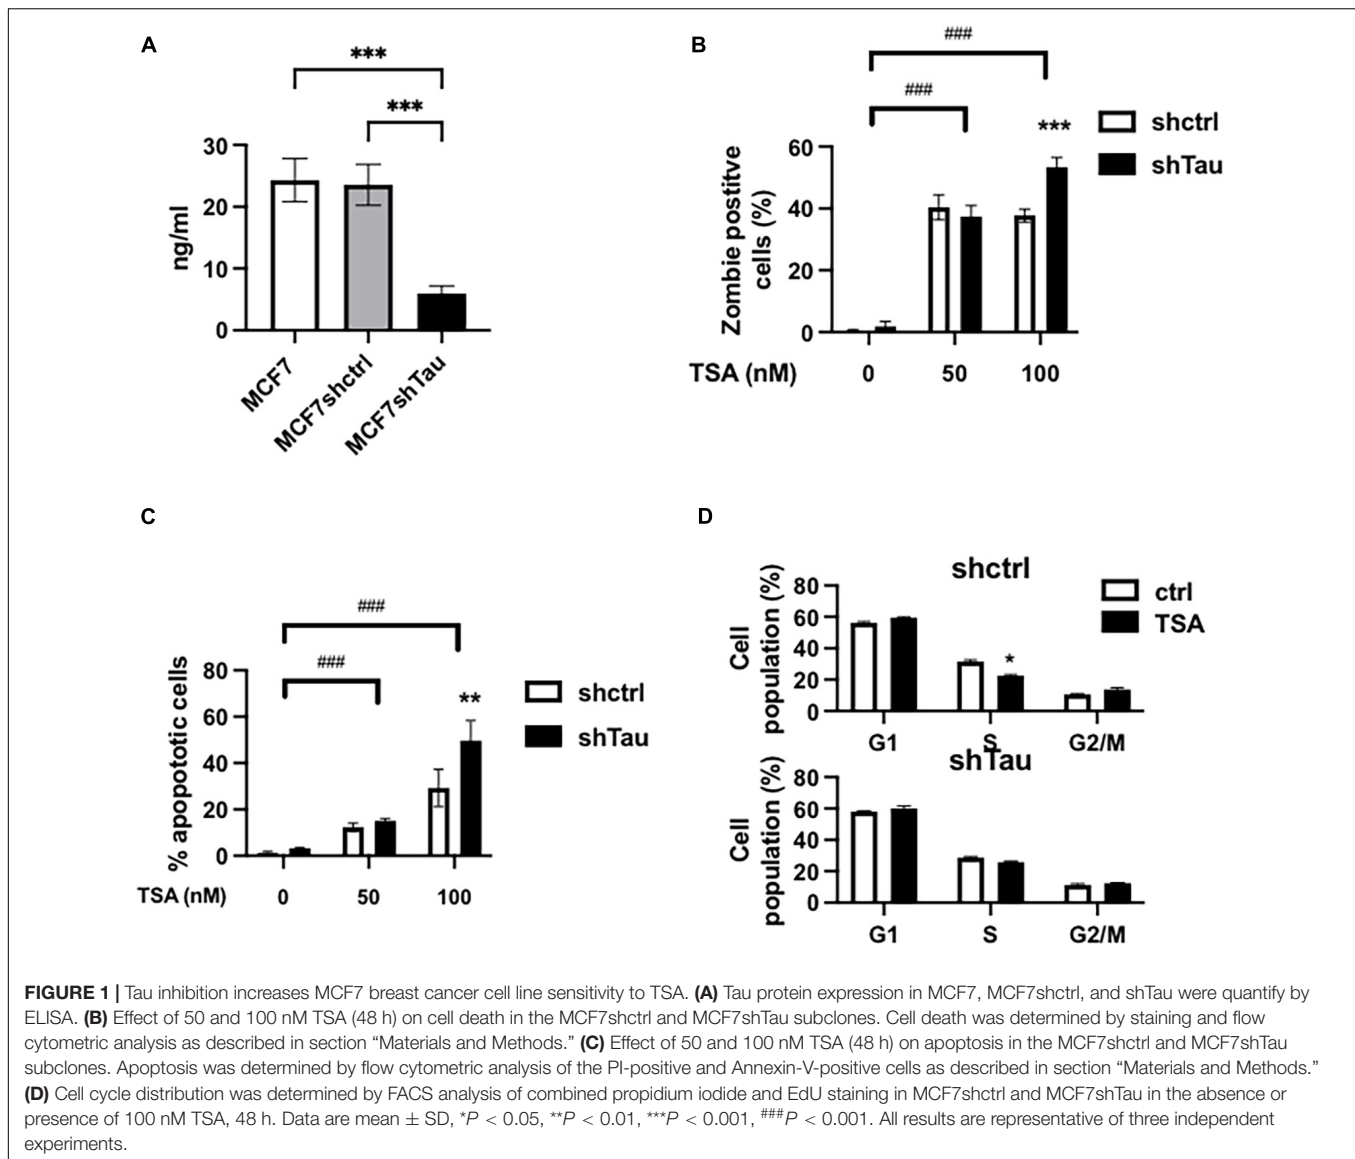 A
***
***
30
20
10
0
ng/ml
MCF7
MCF7shctrl
MCF7shTau
B
###
###
***
shctrl
shTau
60
40
20
0
Zombie postitve
cells (%)
TSA (nM) 0 50 100
C
###
###
**
shctrl
shTau
80
60
40
20
0
% apopototic cells
TSA (nM) 0 50 100
D
shctrl
ctrl
TSA
80
60
40
20
0
Cell
population (%)
*
G1 S G2/M
shTau
80
60
40
20
0
Cell
population (%)
G1 S G2/M
FIGURE 1 | Tau inhibition increases MCF7 breast cancer cell line sensitivity to TSA. (A) Tau protein expression in MCF7, MCF7shctrl, and shTau were quantify by
ELISA. (B) Effect of 50 and 100 nM TSA (48 h) on cell death in the MCF7shctrl and MCF7shTau subclones. Cell death was determined by staining and flow
cytometric analysis as described in section “Materials and Methods.” (C) Effect of 50 and 100 nM TSA (48 h) on apoptosis in the MCF7shctrl and MCF7shTau
subclones. Apoptosis was determined by flow cytometric analysis of the PI-positive and Annexin-V-positive cells as described in section “Materials and Methods.”
(D) Cell cycle distribution was determined by FACS analysis of combined propidium iodide and EdU staining in MCF7shctrl and MCF7shTau in the absence or
presence of 100 nM TSA, 48 h. Data are mean ± SD, *P < 0.05, **P < 0.01, ***P < 0.001, ###P < 0.001. All results are representative of three independent
experiments.